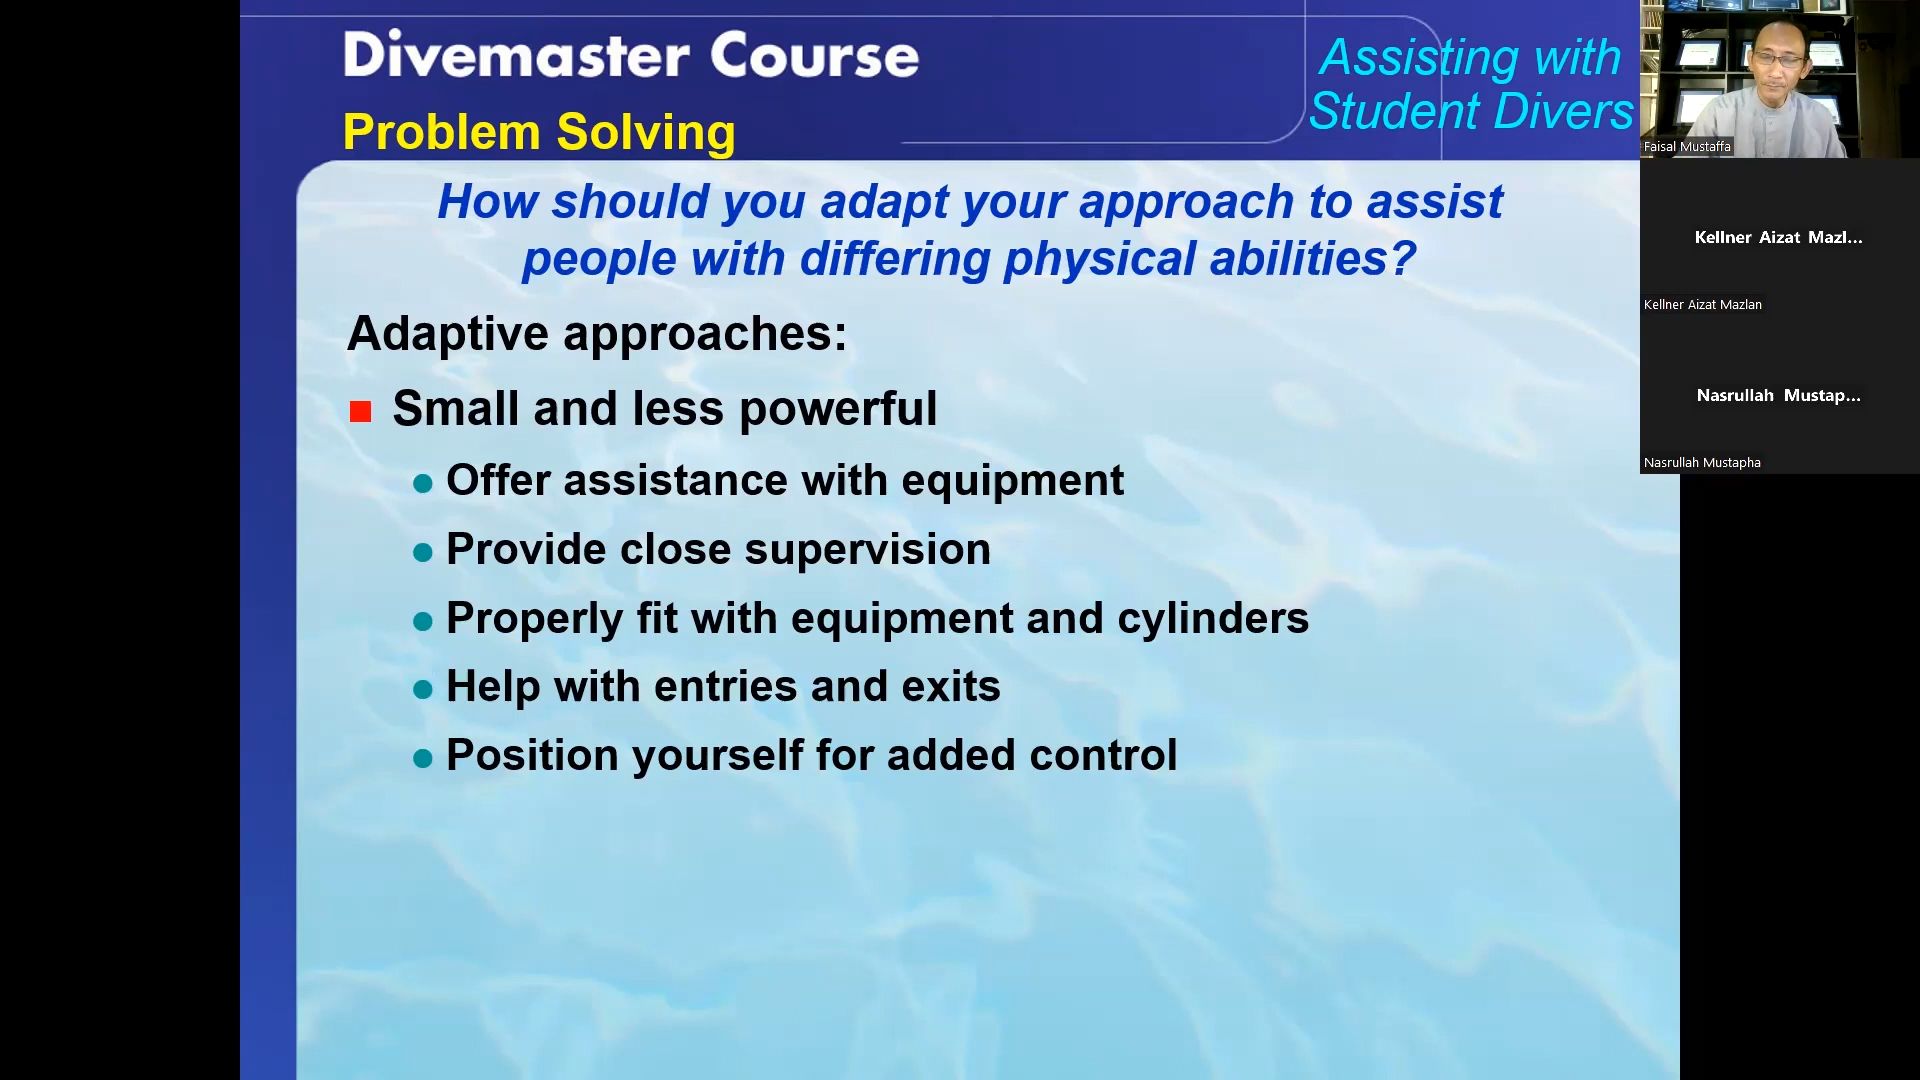 Divemaster Course
Problem Solving
Assisting with
Student Divers
How should you adapt your approach to assist
people with differing physical abilities?
Adaptive approaches:
Small and less powerful
Offer assistance with equipment
Provide close supervision
Properly fit with equipment and cylinders
Help with entries and exits
Position yourself for added control
Faisal Mustaffa
Kellner Aizat Mazl...
Kellner Aizat Mazlan
Nasrullah Mustap...
Nasrullah Mustapha